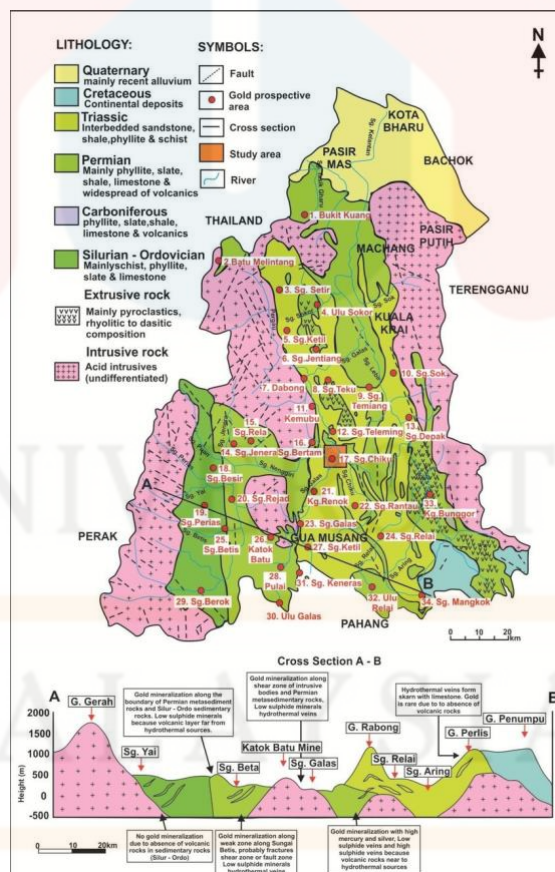 N
LITHOLOGY:
Quaternary
mainly recent alluvium
Cretaceous
Continental deposits
Triassic
Interbedded sandstone,
shale,phyllite & schist
Permian
Mainly phyllite, slate,
shale, limestone &
widespread of volcanics
Carboniferous
phyllite, slate,shale,
limestone & volcanics
Silurian - Ordovician
Mainlyschist, phyllite,
slate & limestone
Extrusive rock
Mainly pyroclastics,
rhyolitic to dasitic
composition
Intrusive rock
Acid intrusives
(undifferentiated)
SYMBOLS:
Fault
Gold prospective
area
Cross section
Study area
River
KOTA
BHARU
PASIR
MAS
BACHOK
Sg. Kelantan
1. Bukit Kuang
PASIR
PUTIH
THAILAND
MACHANG
2.Batu Melintang
TERENGGANU
3. Sg. Setir
4. Ulu Sokor
KUALA
KRAI
5. Sg.Ketil
6. Sg.Jentiang
7. Dabong
8. Sg.Teku
9. Sg.
Temiang
10. Sg.Sok
11.
Kemubu
12. Sg.Teleming
13.
Sg.Depak
15.
Sg.Rela
14. Sg.Jenera
16.
Sg.Bertam
17. Sg.Chiku
18.
Sg.Besir
A
Sg. Yai
19.
Sg.Perias
20. Sg.Rejad
21.
Kg.Renok
22. Sg.Rantau
33.
Kg.Bunggor
23. Sg.Galas
24. Sg.Relai
25.
Sg.Betis
26.
Katok
Batu
GUA MUSANG
27. Sg.Ketil
PERAK
28.
Pulai
29. Sg.Berok
30. Ulu Galas
31. Sg. Keneras
32. Ulu
Relai
B
34. Sg. Mangkok
PAHANG
0 10 20
km
Cross Section A - B
A
B
Gold mineralization along
the boundary of Permian metasediment
rocks and Silur - Ordo sedimentary
rocks. Low sulphide minerals
because volcanic layer far from
hydrothermal sources.
Gold mineralization along
shear zone of intrusive
bodies and Permian
metasedimentary rocks,
Low sulphide minerals
hydrothermal veins
Hydrothermal veins form
skarn with limestone. Gold
is rare due to absence of
volcanic rocks
G. Gerah
Sg. Yai
Sg. Beta
Katok Batu Mine
Sg. Galas
G. Rabong
Sg. Relai
Sg. Aring
G. Perlis
G. Penumpu
Height (m)
2000
1500
1000
500
0
-500
0 10 20km
No gold mineralization
due to absence of volcanic
rocks in sedimentary rocks
(Silur - Ordo)
Gold mineralization along
weak zone along Sungai
Betis, probably fractures
shear zone or fault zone
Low sulphide minerals
hydrothermal veins
Gold mineralization with high
mercury and silver, Low
sulphide veins and high
sulphide veins because
volcanic rocks near to
hydrothermal sources